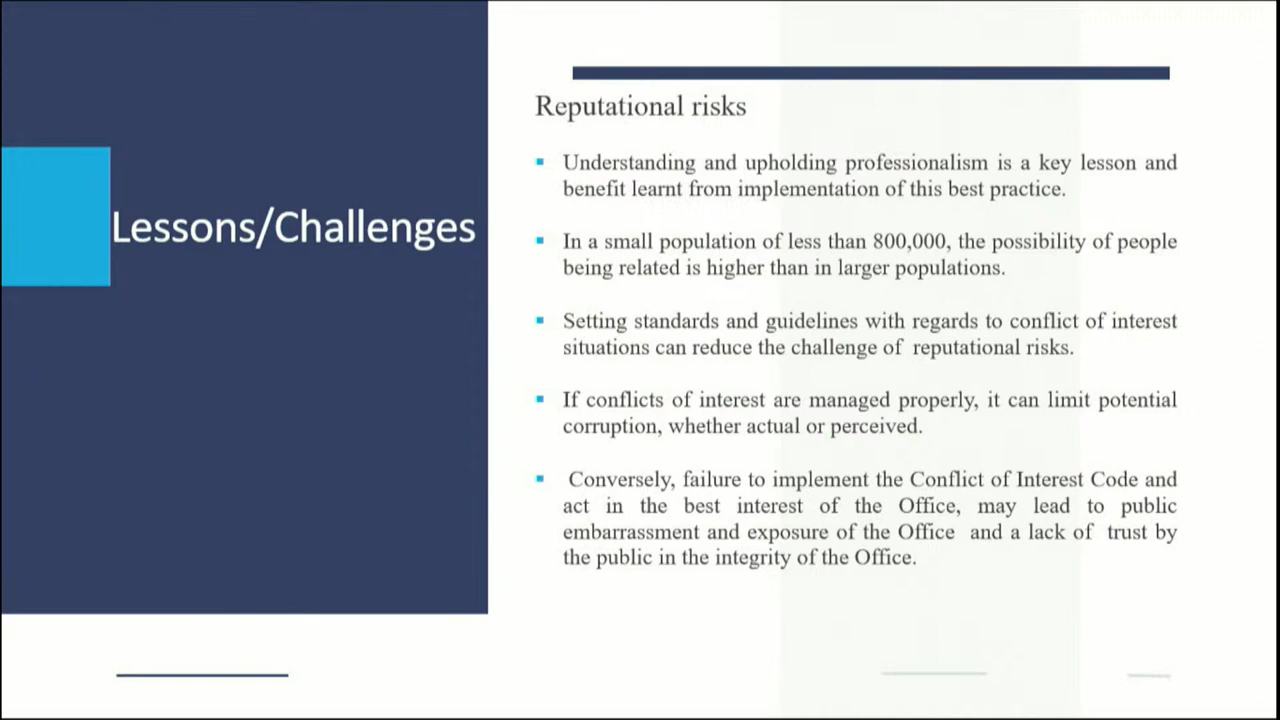 Lessons/Challenges
Reputational risks
Understanding and upholding professionalism is a key lesson and
benefit learnt from implementation of this best practice.
In a small population of less than 800,000, the possibility of people
being related is higher than in larger populations.
Setting standards and guidelines with regards to conflict of interest
situations can reduce the challenge of reputational risks.
If conflicts of interest are managed properly, it can limit potential
corruption, whether actual or perceived.
Conversely, failure to implement the Conflict of Interest Code and
act in the best interest of the Office, may lead to public
embarrassment and exposure of the Office and a lack of trust by
the public in the integrity of the Office.